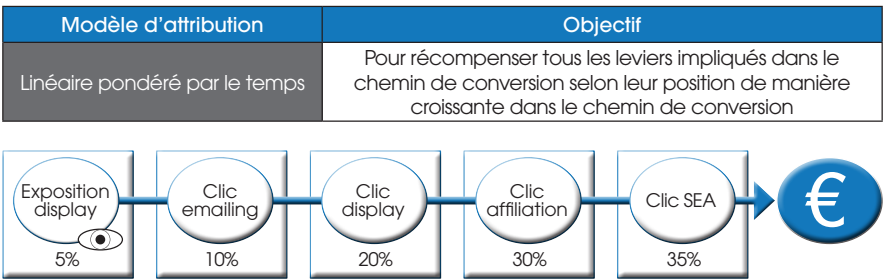 Modèle d'attribution
Objectif
Linéaire pondéré par le temps
Pour récompenser tous les leviers impliqués dans le
chemin de conversion selon leur position de manière
croissante dans le chemin de conversion
Exposition
display
5%
Clic
emailing
10%
Clic
display
20%
Clic
affiliation
30%
Clic SEA
35%
€